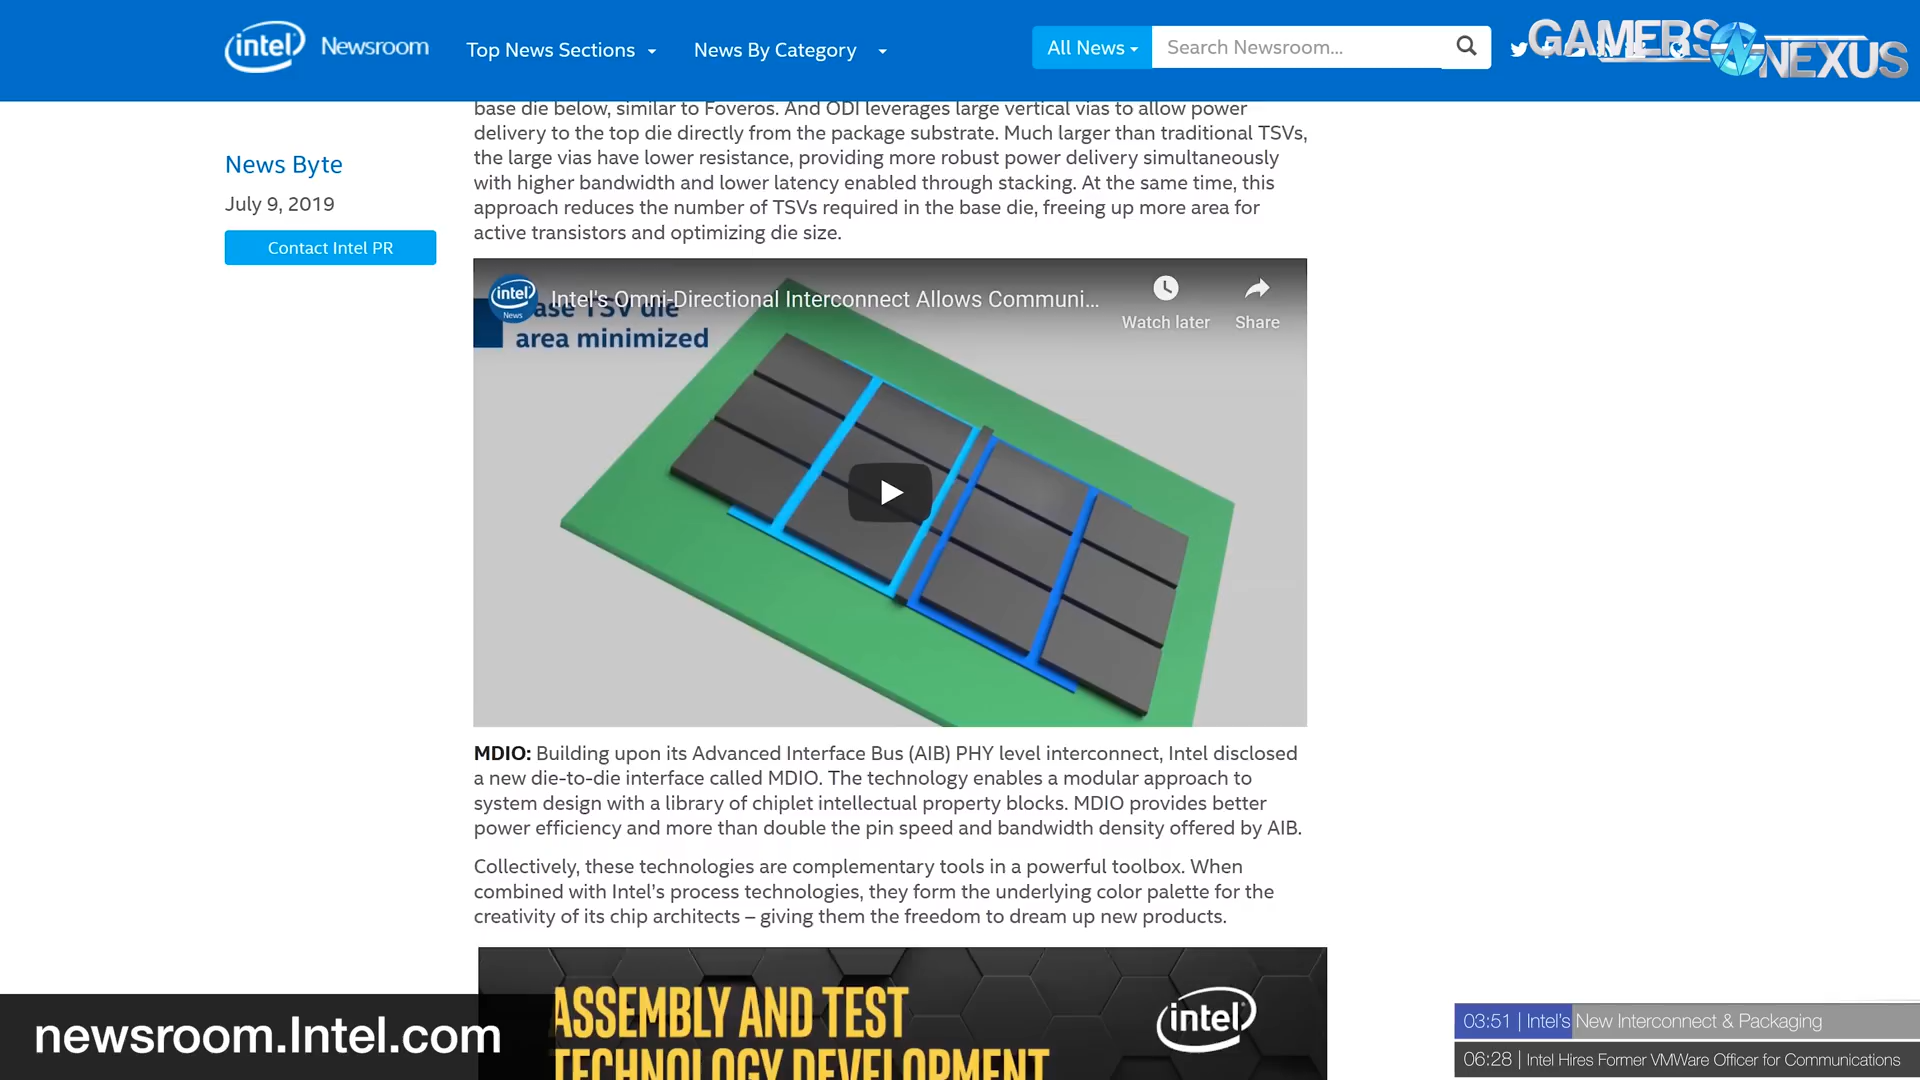 intel Newsroom
Top News Sections
News By Category
All News
Search Newsroom...
GAMERS NEXUS
base die below, similar to Foveros. And ODI leverages large vertical vias to allow power
delivery to the top die directly from the package substrate. Much larger than traditional TSVs,
the large vias have lower resistance, providing more robust power delivery simultaneously
with higher bandwidth and lower latency enabled through stacking. At the same time, this
approach reduces the number of TSVs required in the base die, freeing up more area for
active transistors and optimizing die size.
News Byte
July 9, 2019
Contact Intel PR
intel News
Intel's Omni-Directional Interconnect Allows Communi...
Watch later
Share
ase TSV die
area minimized
MDIO: Building upon its Advanced Interface Bus (AIB) PHY level interconnect, Intel disclosed
a new die-to-die interface called MDIO. The technology enables a modular approach to
system design with a library of chiplet intellectual property blocks. MDIO provides better
power efficiency and more than double the pin speed and bandwidth density offered by AIB.
Collectively, these technologies are complementary tools in a powerful toolbox. When
combined with Intel’s process technologies, they form the underlying color palette for the
creativity of its chip architects – giving them the freedom to dream up new products.
ASSEMBLY AND TEST
TECHNOLOGY DEVELOPMENT
intel
newsroom.Intel.com
03:51 | Intel's New Interconnect & Packaging
06:28 | Intel Hires Former VMWare Officer for Communications